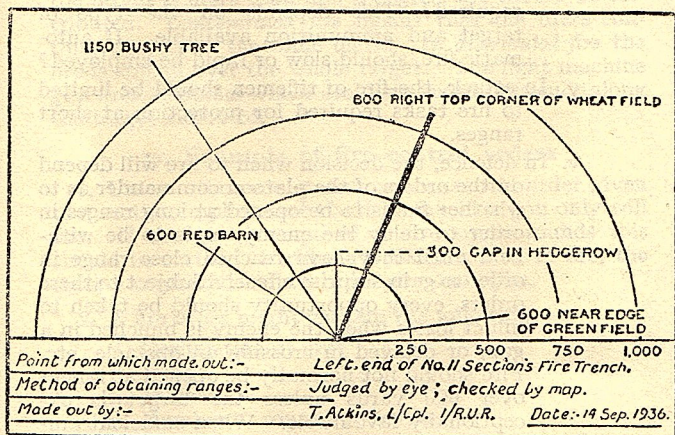 1150 BUSHY TREE
800 RIGHT TOP CORNER OF WHEAT FIELD
600 RED BARN
300 GAP IN HEDGEROW
600 NEAR EDGE
OF GREEN FIELD
250 500 750 1,000
Point from which made out:- Left. end of No. 11 Section's Fire Trench.
Method of obtaining ranges:- Judged by eye; checked by map.
Made out by:- T. Atkins, L/Cpl. 1/R.U.R. Date:- 14 Sep. 1936.